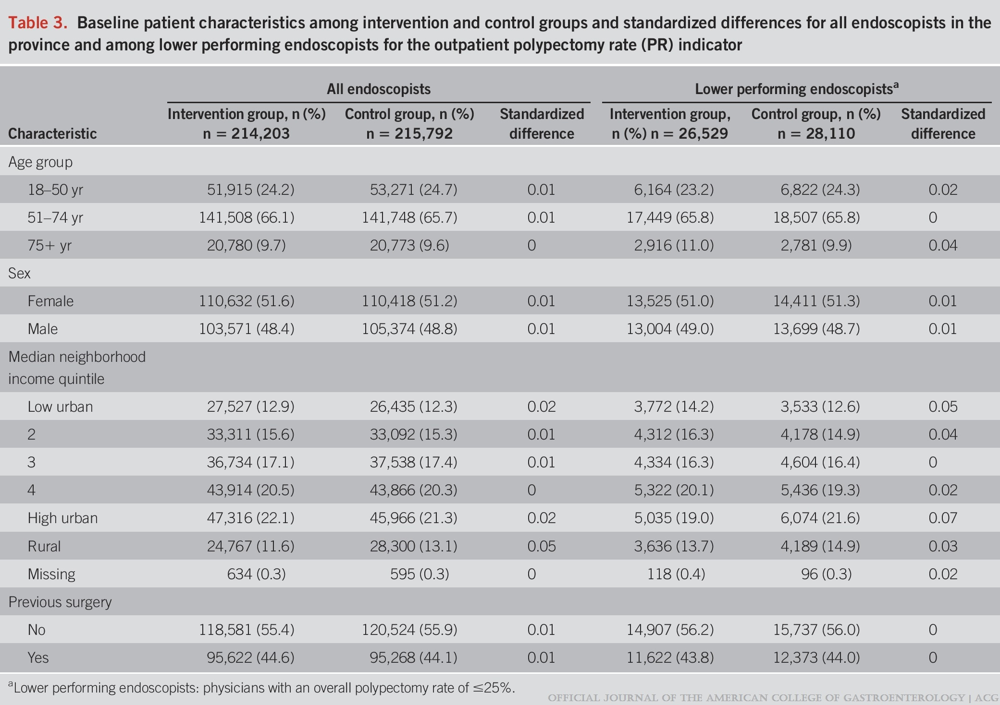 Table 3. Baseline patient characteristics among intervention and control groups and standardized differences for all endoscopists in the
province and among lower performing endoscopists for the outpatient polypectomy rate (PR) indicator
All endoscopists Lower performing endoscopistsa
Intervention group, n (%) Control group, n (%) Standardized Intervention group, Control group, n (%) Standardized
Characteristic n = 214,203 n = 215,792 difference n (%) n = 26,529 n = 28,110 difference
Age group
18–50 yr 51,915 (24.2) 53,271 (24.7) 0.01 6,164 (23.2) 6,822 (24.3) 0.02
51–74 yr 141,508 (66.1) 141,748 (65.7) 0.01 17,449 (65.8) 18,507 (65.8) 0
75+ yr 20,780 (9.7) 20,773 (9.6) 0 2,916 (11.0) 2,781 (9.9) 0.04
Sex
Female 110,632 (51.6) 110,418 (51.2) 0.01 13,525 (51.0) 14,411 (51.3) 0.01
Male 103,571 (48.4) 105,374 (48.8) 0.01 13,004 (49.0) 13,699 (48.7) 0.01
Median neighborhood
income quintile
Low urban 27,527 (12.9) 26,435 (12.3) 0.02 3,772 (14.2) 3,533 (12.6) 0.05
2 33,311 (15.6) 33,092 (15.3) 0.01 4,312 (16.3) 4,178 (14.9) 0.04
3 36,734 (17.1) 37,538 (17.4) 0.01 4,334 (16.3) 4,604 (16.4) 0
4 43,914 (20.5) 43,866 (20.3) 0 5,322 (20.1) 5,436 (19.3) 0.02
High urban 47,316 (22.1) 45,966 (21.3) 0.02 5,035 (19.0) 6,074 (21.6) 0.07
Rural 24,767 (11.6) 28,300 (13.1) 0.05 3,636 (13.7) 4,189 (14.9) 0.03
Missing 634 (0.3) 595 (0.3) 0 118 (0.4) 96 (0.3) 0.02
Previous surgery
No 118,581 (55.4) 120,524 (55.9) 0.01 14,907 (56.2) 15,737 (56.0) 0
Yes 95,622 (44.6) 95,268 (44.1) 0.01 11,622 (43.8) 12,373 (44.0) 0
aLower performing endoscopists: physicians with an overall polypectomy rate of ≤25%.
OFFICIAL JOURNAL OF THE AMERICAN COLLEGE OF GASTROENTEROLOGY | ACG